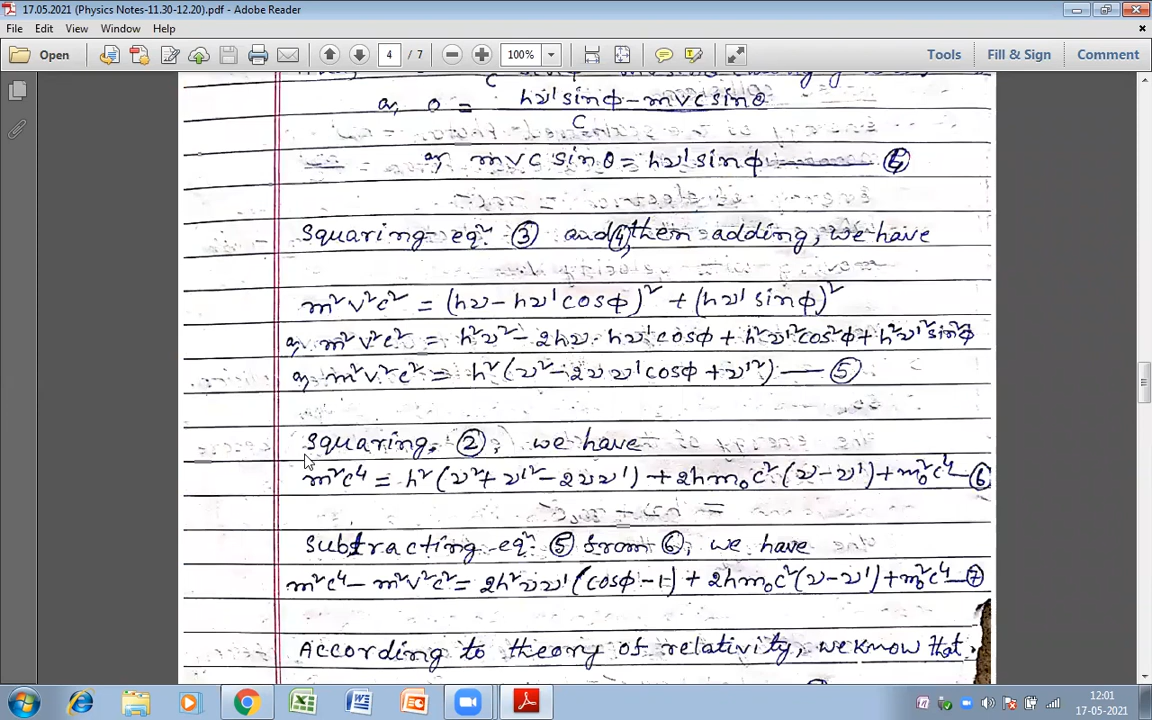 17.05.2021 (Physics Notes-11.30-12.20).pdf - Adobe Reader
File Edit View Window Help
Open 4 / 7 100% Tools Fill & Sign Comment
C
a, 0 = hν' sinϕ - mvc sinθ
C
or, mvc sinθ = hν' sinϕ —— ④
Squaring eqⁿ ③ and ④ then adding, we have
m²v²c² = (hν - hν' cosϕ)² + (hν' sinϕ)²
a, m²v²c² = h²ν² - 2hν · hν' cosϕ + h²ν'² cos²ϕ + h²ν'² sin²ϕ
a, m²v²c² = h²(ν² - 2νν' cosϕ + ν'²) —— ⑤
Squaring, ②, we have
m²c⁴ = h²(ν² + ν'² - 2νν') + 2hm₀c²(ν - ν') + m₀²c⁴ — ⑥
Subtracting eqⁿ ⑤ from ⑥, we have
m²c⁴ - m²v²c² = 2h²νν'(cosϕ - 1) + 2hm₀c²(ν - ν') + m₀²c⁴ — ⑦
According to theory of relativity, we know that.
12:01
17-05-2021